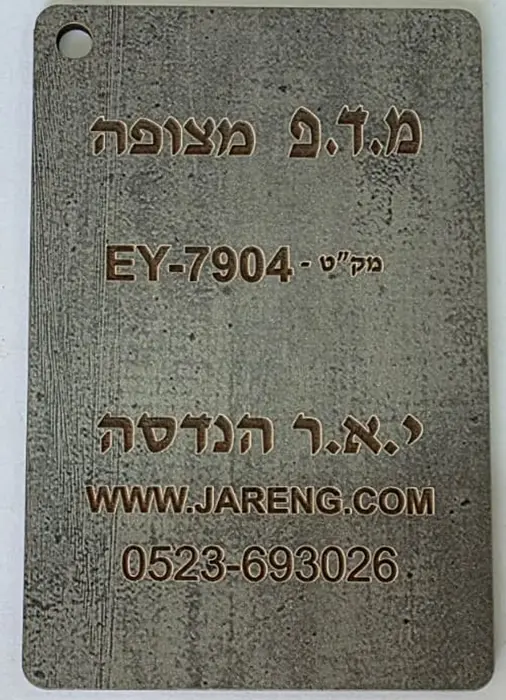 מ.ד.פ מצופה
מק"ט - EY-7904
י.א.ר הנדסה
WWW.JARENG.COM
0523-693026